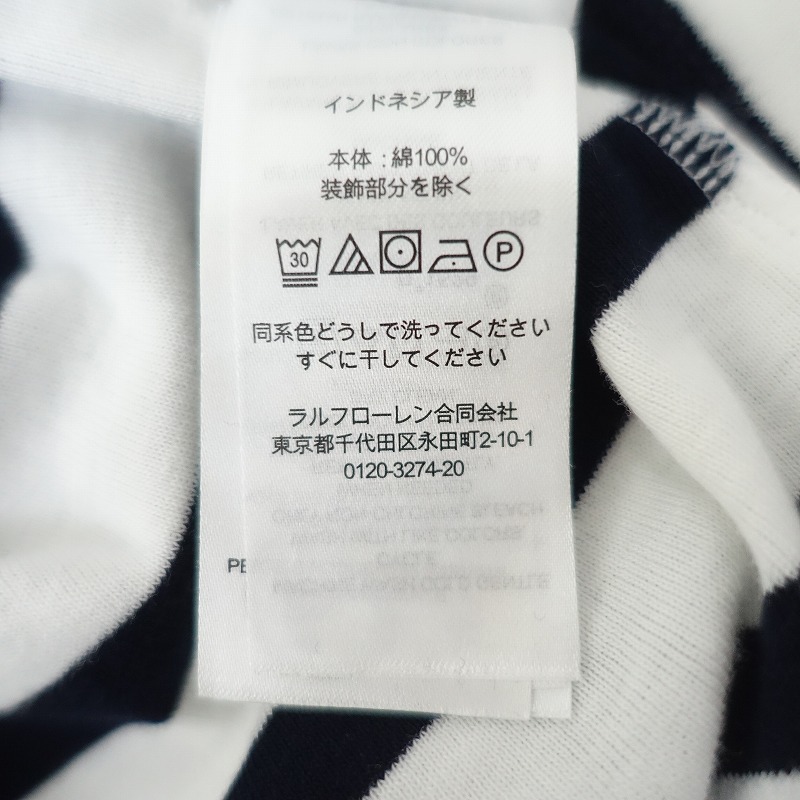 インドネシア製
本体：綿100%
装飾部分を除く
30 P
同系色どうしで洗ってください
すぐに干してください
ラルフローレン合同会社
東京都千代田区永田町2-10-1
0120-3274-20
PE